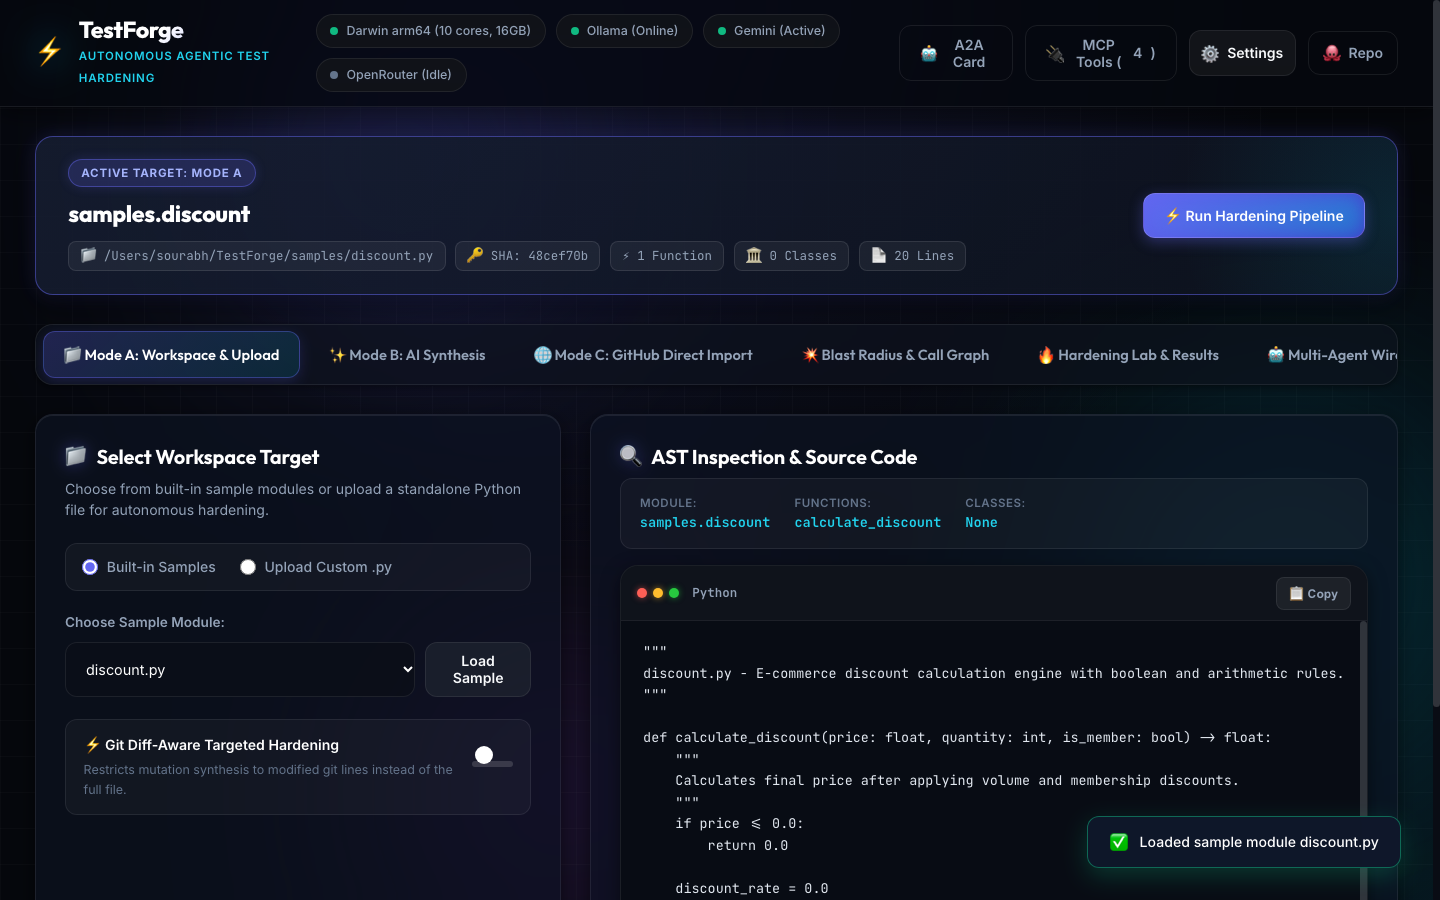 TestForge
AUTONOMOUS AGENTIC TEST
HARDENING
Darwin arm64 (10 cores, 16GB)
Ollama (Online)
Gemini (Active)
OpenRouter (Idle)
A2A
Card
MCP
Tools ( 4 )
Settings
Repo
ACTIVE TARGET: MODE A
samples.discount
/Users/sourabh/TestForge/samples/discount.py
SHA: 48cef70b
⚡ 1 Function
0 Classes
20 Lines
⚡ Run Hardening Pipeline
Mode A: Workspace & Upload
Mode B: AI Synthesis
Mode C: GitHub Direct Import
Blast Radius & Call Graph
Hardening Lab & Results
Multi-Agent Wir
Select Workspace Target
Choose from built-in sample modules or upload a standalone Python
file for autonomous hardening.
Built-in Samples
Upload Custom .py
Choose Sample Module:
discount.py
Load
Sample
⚡ Git Diff-Aware Targeted Hardening
Restricts mutation synthesis to modified git lines instead of the
full file.
AST Inspection & Source Code
MODULE:
samples.discount
FUNCTIONS:
calculate_discount
CLASSES:
None
Python
Copy
"""
discount.py - E-commerce discount calculation engine with boolean and arithmetic rules.
"""
def calculate_discount(price: float, quantity: int, is_member: bool) -> float:
"""
Calculates final price after applying volume and membership discounts.
"""
if price <= 0.0:
return 0.0
discount_rate = 0.0
Loaded sample module discount.py